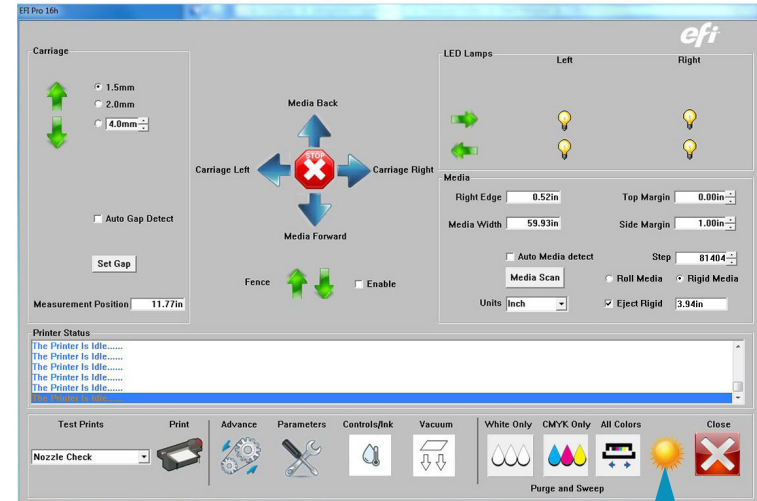 EFI Pro 16h
efi
Carriage
1.5mm
2.0mm
4.0mm
Auto Gap Detect
Set Gap
Measurement Position 11.77in
Media Back
Carriage Left STOP Carriage Right
Media Forward
Fence Enable
LED Lamps
Left Right
Media
Right Edge 0.52in Top Margin 0.00in
Media Width 59.93in Side Margin 1.00in
Auto Media detect Step 81404
Media Scan Roll Media Rigid Media
Units Inch Eject Rigid 3.94in
Printer Status
The Printer Is Idle......
The Printer Is Idle......
The Printer Is Idle......
The Printer Is Idle......
The Printer Is Idle......
Test Prints Print Advance Parameters Controls/Ink Vacuum White Only CMYK Only All Colors Close
Nozzle Check
Purge and Sweep